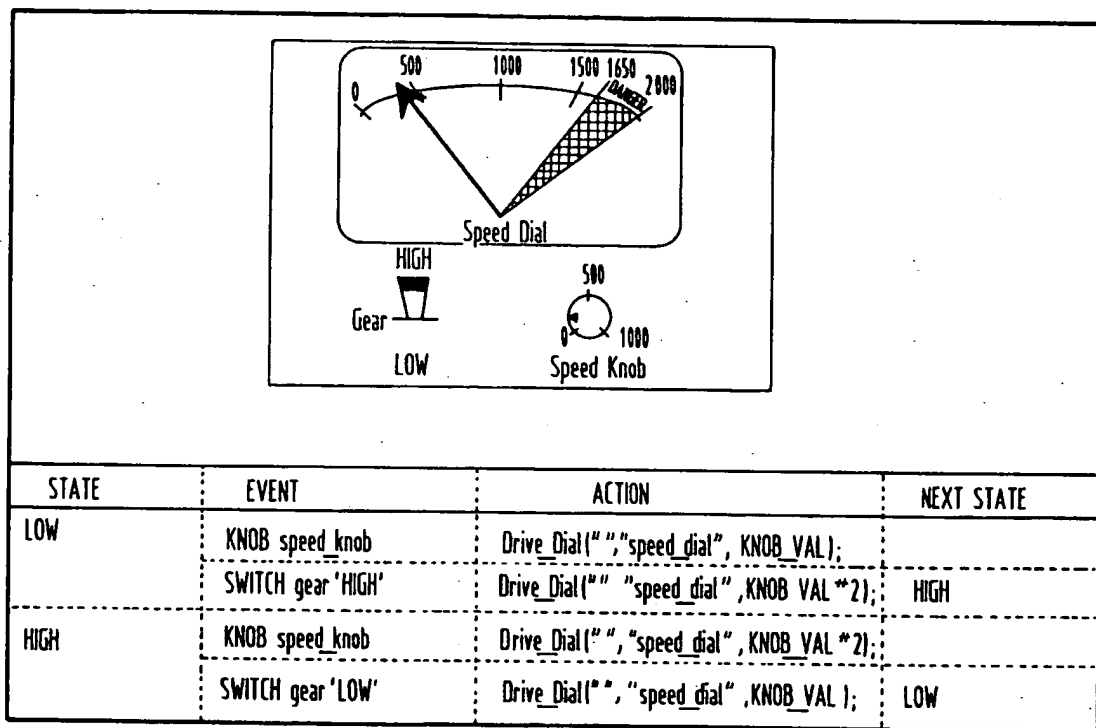 0 500 1000 1500 1650 2000
DANGER
Speed Dial
HIGH
Gear
LOW
500
0 1000
Speed Knob
STATE EVENT ACTION NEXT STATE
LOW KNOB speed_knob Drive_Dial(" ","speed_dial", KNOB_VAL);
SWITCH gear 'HIGH' Drive_Dial(" " "speed_dial" ,KNOB VAL *2); HIGH
HIGH KNOB speed_knob Drive_Dial(" ", "speed_dial" , KNOB_VAL *2);
SWITCH gear 'LOW' Drive_Dial(" ", "speed_dial" ,KNOB_VAL ); LOW